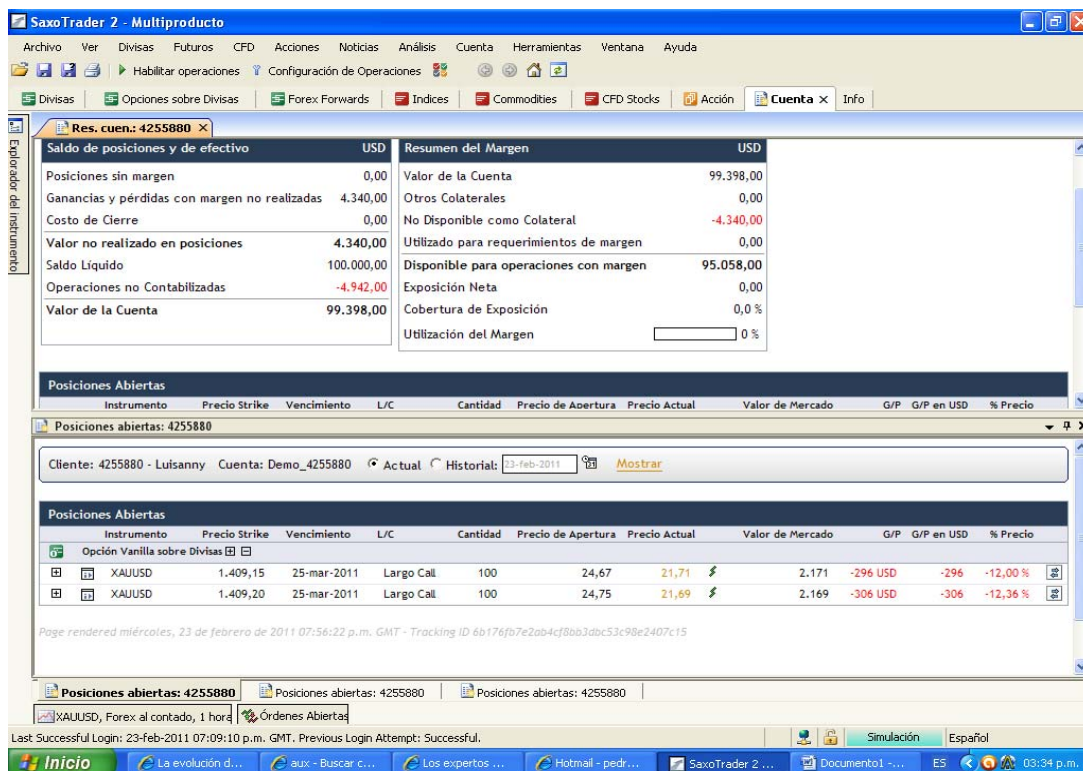 SaxoTrader 2 - Multiproducto
Archivo Ver Divisas Futuros CFD Acciones Noticias Análisis Cuenta Herramientas Ventana Ayuda
Habilitar operaciones Configuración de Operaciones
Divisas Opciones sobre Divisas Forex Forwards Indices Commodities CFD Stocks Acción Cuenta Info
Explorador del instrumento
Res. cuen.: 4255880
Saldo de posiciones y de efectivo USD Resumen del Margen USD
Posiciones sin margen 0,00 Valor de la Cuenta 99.398,00
Ganancias y pérdidas con margen no realizadas 4.340,00 Otros Colaterales 0,00
Costo de Cierre 0,00 No Disponible como Colateral -4.340,00
Valor no realizado en posiciones 4.340,00 Utilizado para requerimientos de margen 0,00
Saldo Líquido 100.000,00 Disponible para operaciones con margen 95.058,00
Operaciones no Contabilizadas -4.942,00 Exposición Neta 0,00
Valor de la Cuenta 99.398,00 Cobertura de Exposición 0,0 %
Utilización del Margen 0 %
Posiciones Abiertas
Instrumento Precio Strike Vencimiento L/C Cantidad Precio de Apertura Precio Actual Valor de Mercado G/P G/P en USD % Precio
Posiciones abiertas: 4255880
Cliente: 4255880 - Luisanny Cuenta: Demo_4255880 Actual Historial: 23-feb-2011 Mostrar
Posiciones Abiertas
Instrumento Precio Strike Vencimiento L/C Cantidad Precio de Apertura Precio Actual Valor de Mercado G/P G/P en USD % Precio
Opción Vanilla sobre Divisas
XAUUSD 1.409,15 25-mar-2011 Largo Call 100 24,67 21,71 2.171 -296 USD -296 -12,00 %
XAUUSD 1.409,20 25-mar-2011 Largo Call 100 24,75 21,69 2.169 -306 USD -306 -12,36 %
Page rendered miércoles, 23 de febrero de 2011 07:56:22 p.m. GMT - Tracking ID 6b176fb7e2ab4cf8bb3dbc53c98e2407c15
Posiciones abiertas: 4255880 Posiciones abiertas: 4255880 Posiciones abiertas: 4255880
XAUUSD, Forex al contado, 1 hora Órdenes Abiertas
Last Successful Login: 23-feb-2011 07:09:10 p.m. GMT. Previous Login Attempt: Successful. Simulación Español
Inicio La evolución d... aux - Buscar c... Los expertos ... Hotmail - pedr... SaxoTrader 2 ... Documento1 -... ES 03:34 p.m.